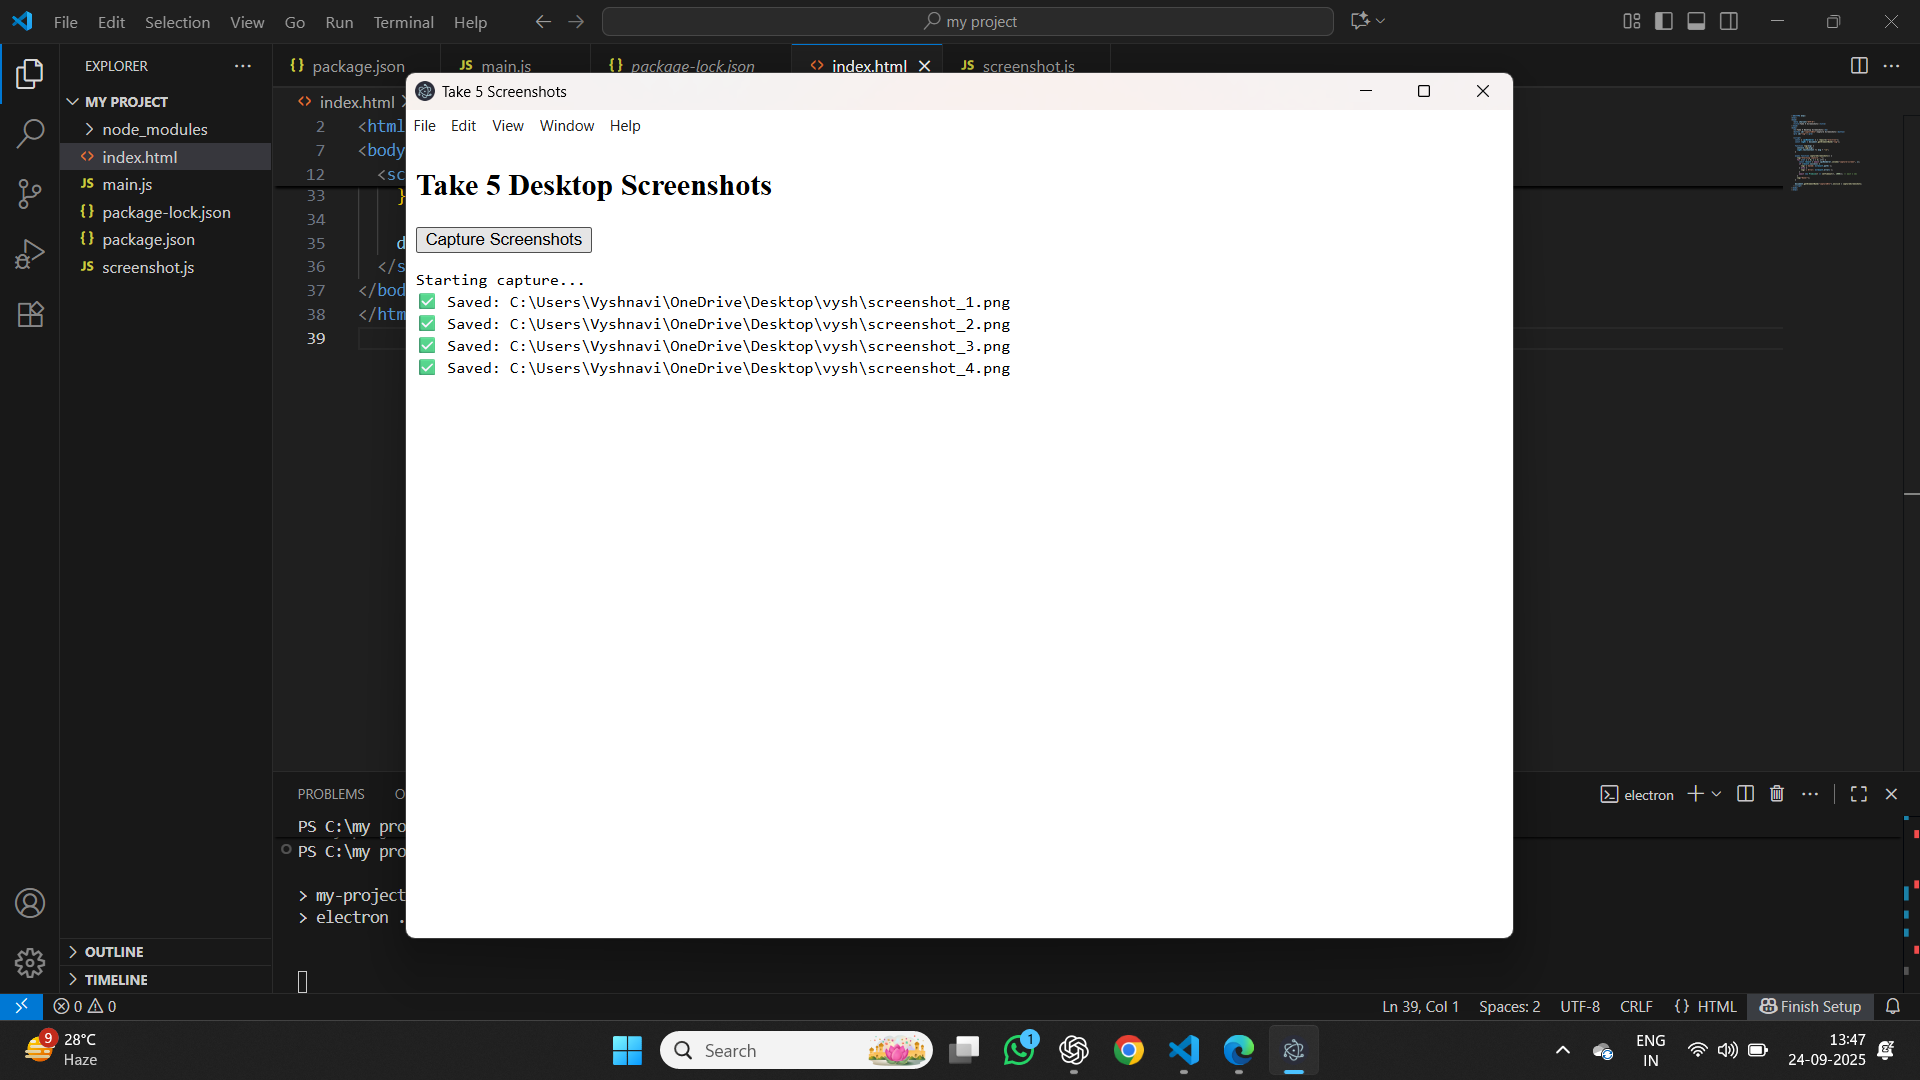 File Edit Selection View Go Run Terminal Help
my project
EXPLORER
MY PROJECT
node_modules
index.html
main.js
package-lock.json
package.json
screenshot.js
OUTLINE
TIMELINE
package.json
main.js
package-lock.json
index.html
screenshot.js
index.html
2 <html
7 <body
12 <sc
33 }
34
35 d
36 </s
37 </bod
38 </htm
39
Take 5 Screenshots
File Edit View Window Help
Take 5 Desktop Screenshots
Capture Screenshots
Starting capture...
✅ Saved: C:\Users\Vyshnavi\OneDrive\Desktop\vysh\screenshot_1.png
✅ Saved: C:\Users\Vyshnavi\OneDrive\Desktop\vysh\screenshot_2.png
✅ Saved: C:\Users\Vyshnavi\OneDrive\Desktop\vysh\screenshot_3.png
✅ Saved: C:\Users\Vyshnavi\OneDrive\Desktop\vysh\screenshot_4.png
PROBLEMS O
electron
PS C:\my pro
PS C:\my pro
> my-project
> electron .
0 0
Ln 39, Col 1 Spaces: 2 UTF-8 CRLF {} HTML Finish Setup
9
28°C
Haze
Search
1
ENG
IN
13:47
24-09-2025